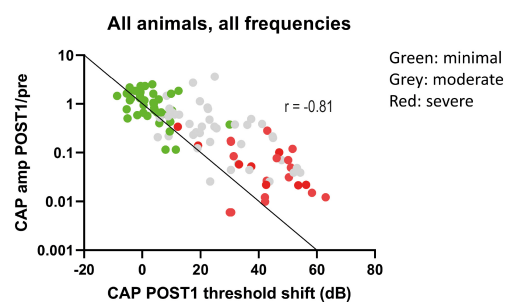 All animals, all frequencies
Green: minimal
Grey: moderate
Red: severe
r = -0.81
CAP amp POST1/pre
10
1
0.1
0.01
0.001
-20 0 20 40 60 80
CAP POST1 threshold shift (dB)